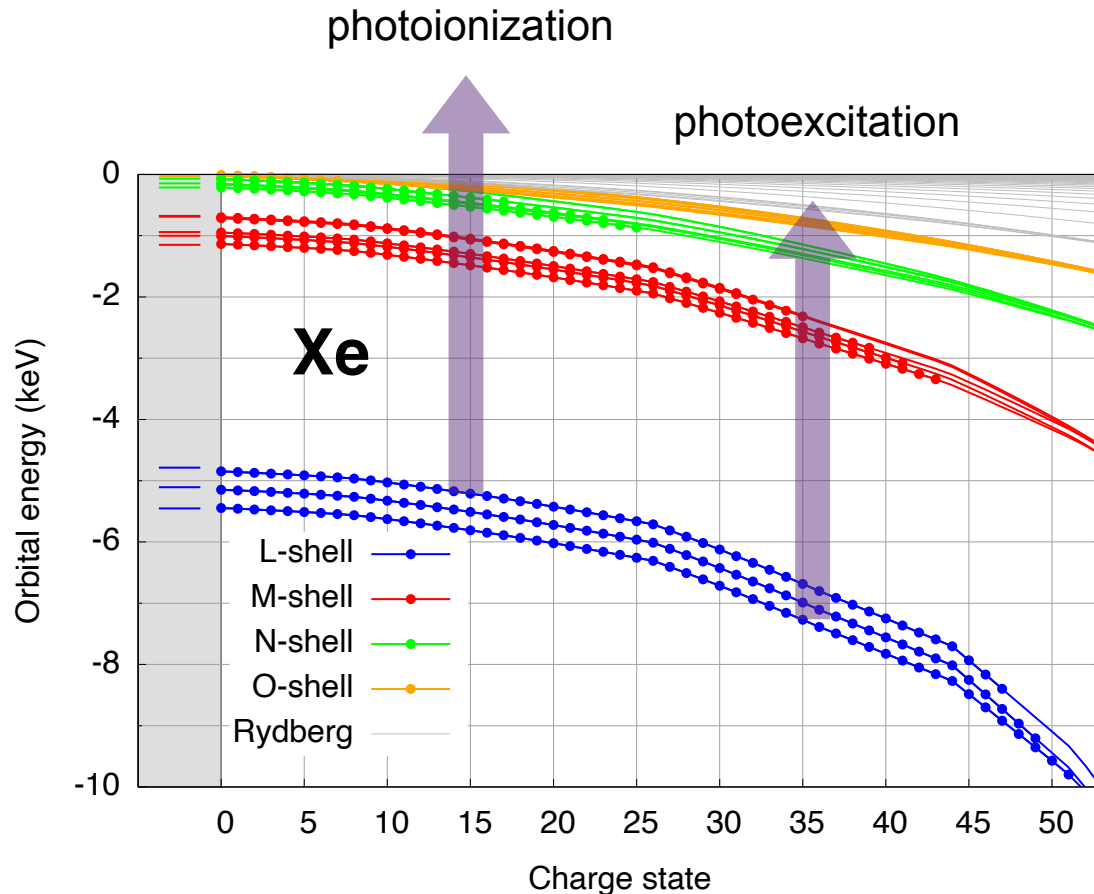 photoionization
photoexcitation
0
-2
-4
-6
-8
-10
Orbital energy (keV)
Xe
L-shell
M-shell
N-shell
O-shell
Rydberg
0 5 10 15 20 25 30 35 40 45 50
Charge state